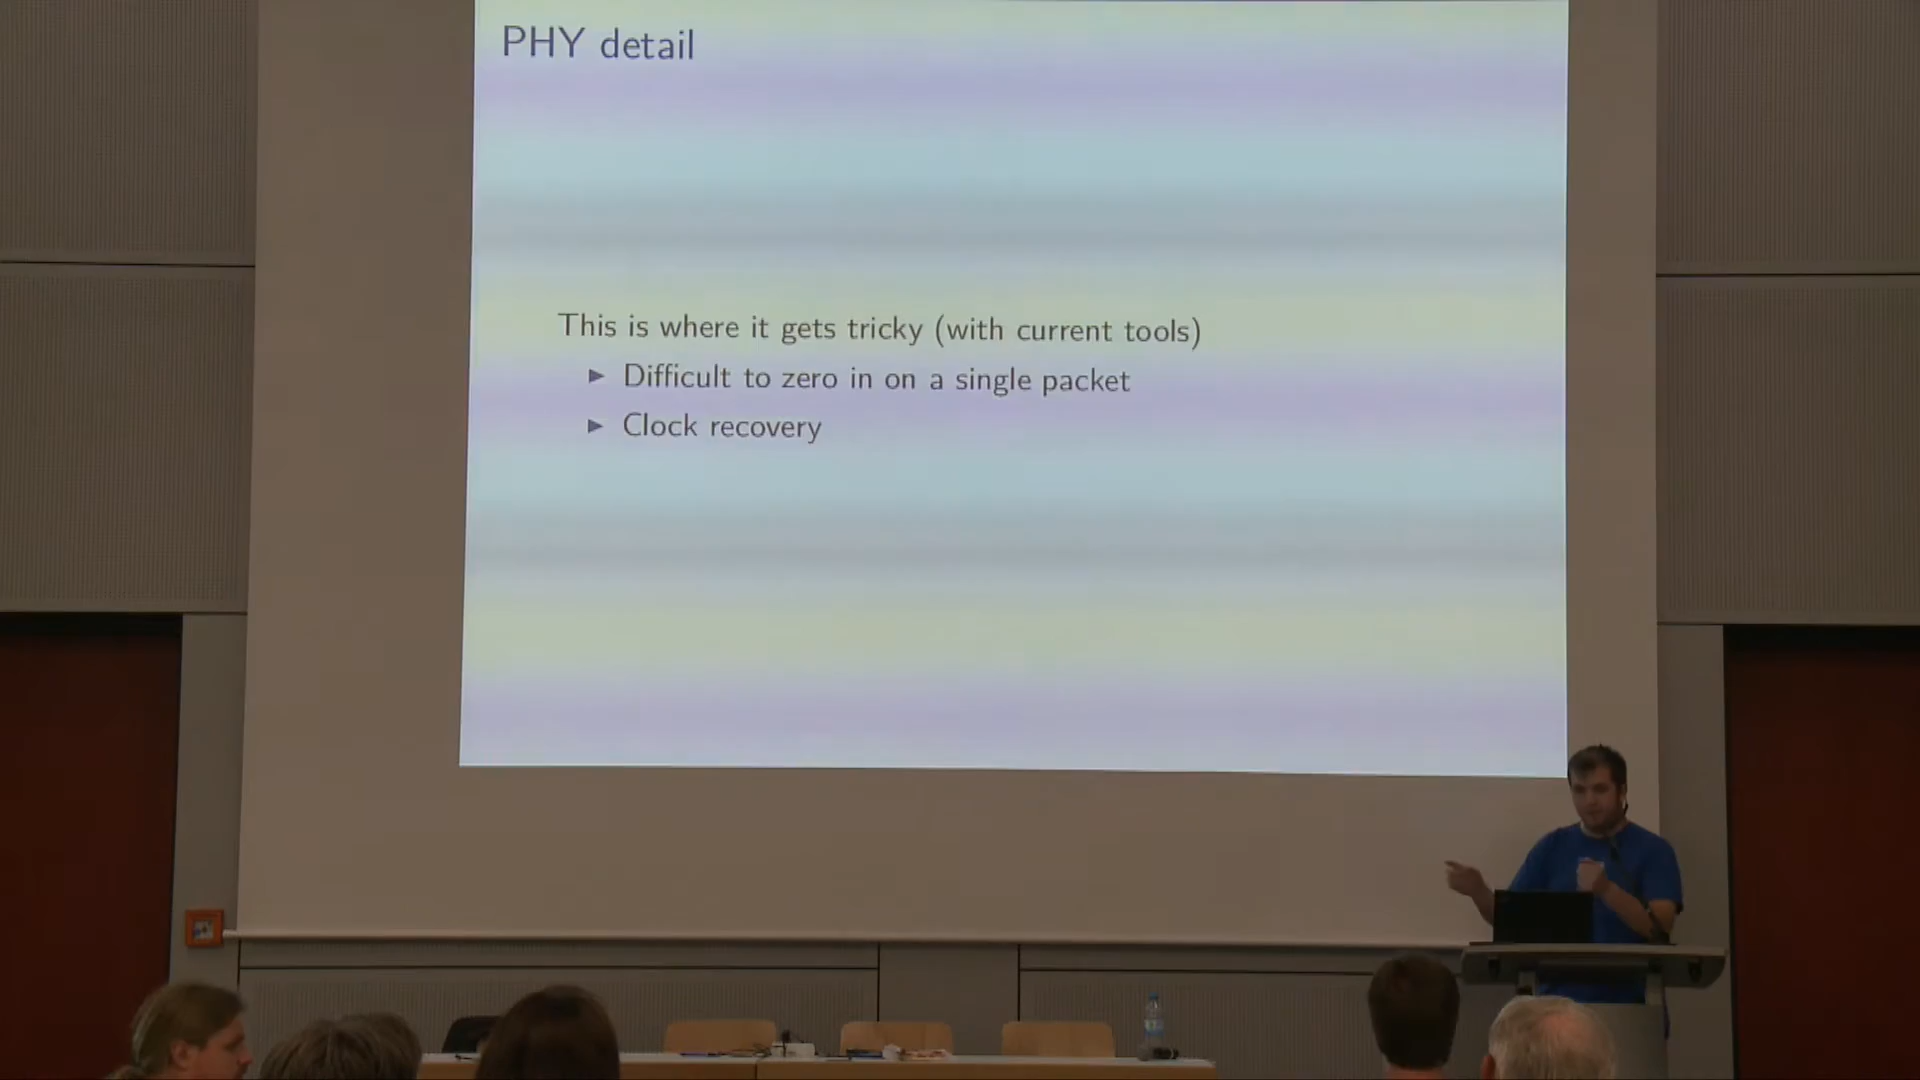 PHY detail
This is where it gets tricky (with current tools)
▶ Difficult to zero in on a single packet
▶ Clock recovery